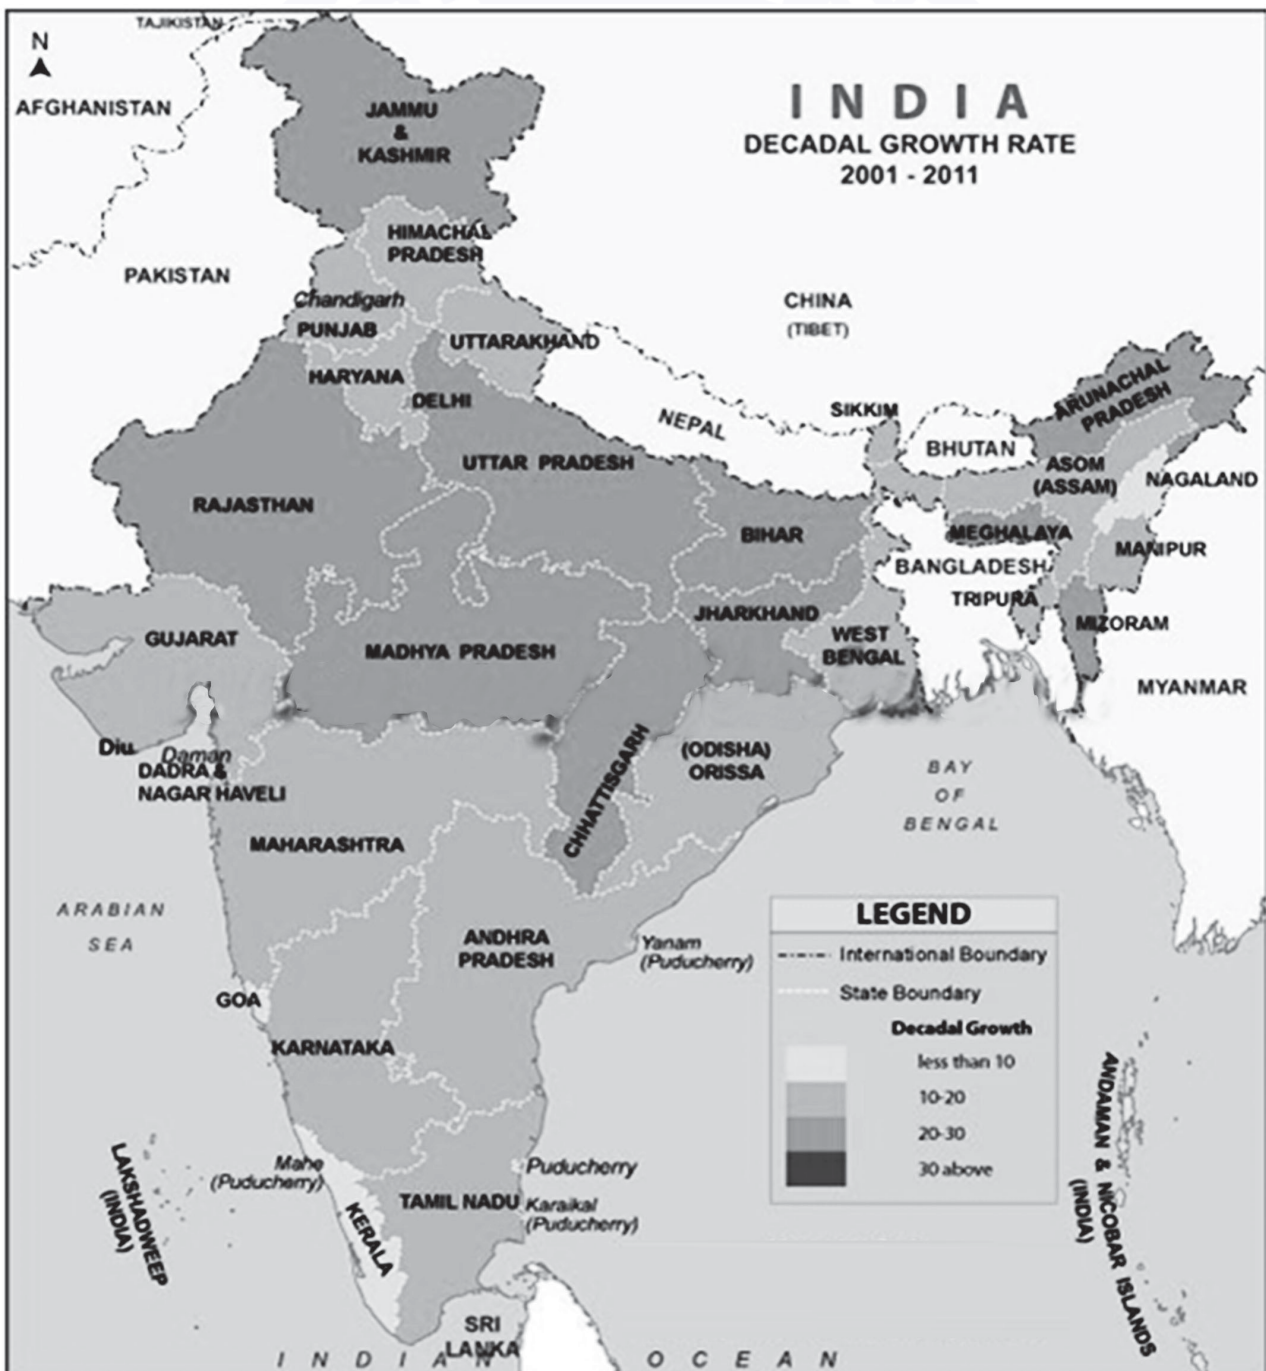 TAJIKISTAN
N
AFGHANISTAN
JAMMU
&
KASHMIR
INDIA
DECADAL GROWTH RATE
2001 - 2011
HIMACHAL
PRADESH
PAKISTAN
Chandigarh
PUNJAB
UTTARAKHAND
CHINA
(TIBET)
HARYANA
DELHI
NEPAL
SIKKIM
ARUNACHAL
PRADESH
BHUTAN
UTTAR PRADESH
ASOM
(ASSAM)
NAGALAND
RAJASTHAN
BIHAR
MEGHALAYA
MANIPUR
BANGLADESH
TRIPURA
JHARKHAND
MIZORAM
GUJARAT
MADHYA PRADESH
WEST
BENGAL
MYANMAR
Diu
Daman
DADRA &
NAGAR HAVELI
CHHATTISGARH
(ODISHA)
ORISSA
BAY
OF
BENGAL
MAHARASHTRA
ARABIAN
SEA
ANDHRA
PRADESH
Yanam
(Puducherry)
GOA
KARNATAKA
LEGEND
International Boundary
State Boundary
Decadal Growth
less than 10
10-20
20-30
30 above
LAKSHADWEEP
(INDIA)
Mahe
(Puducherry)
Puducherry
KERALA
TAMIL NADU
Karaikal
(Puducherry)
ANDAMAN & NICOBAR ISLANDS
(INDIA)
SRI
LANKA
INDIAN OCEAN